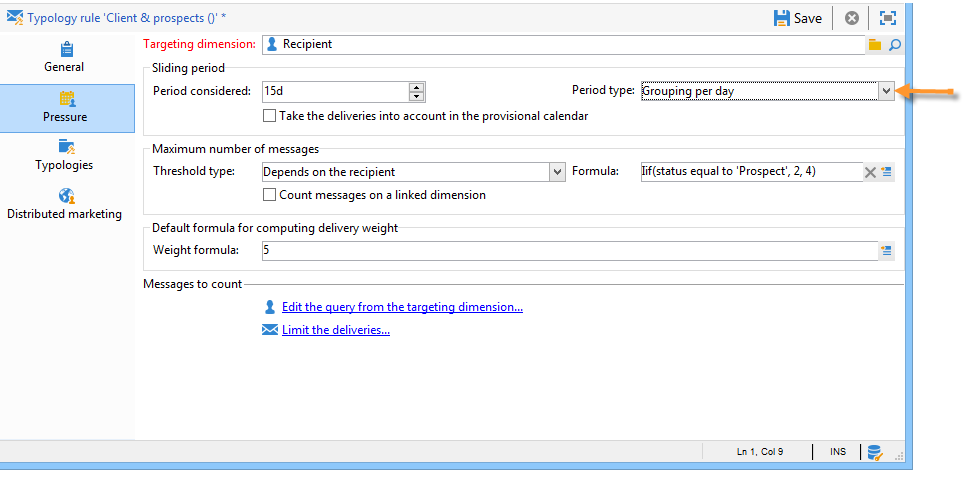 Typology rule 'Client & prospects ()' *
Save
General
Pressure
Typologies
Distributed marketing
Targeting dimension: Recipient
Sliding period
Period considered: 15d Period type: Grouping per day
Take the deliveries into account in the provisional calendar
Maximum number of messages
Threshold type: Depends on the recipient Formula: Iif(status equal to 'Prospect', 2, 4)
Count messages on a linked dimension
Default formula for computing delivery weight
Weight formula: 5
Messages to count
Edit the query from the targeting dimension...
Limit the deliveries...
Ln 1, Col 9 INS